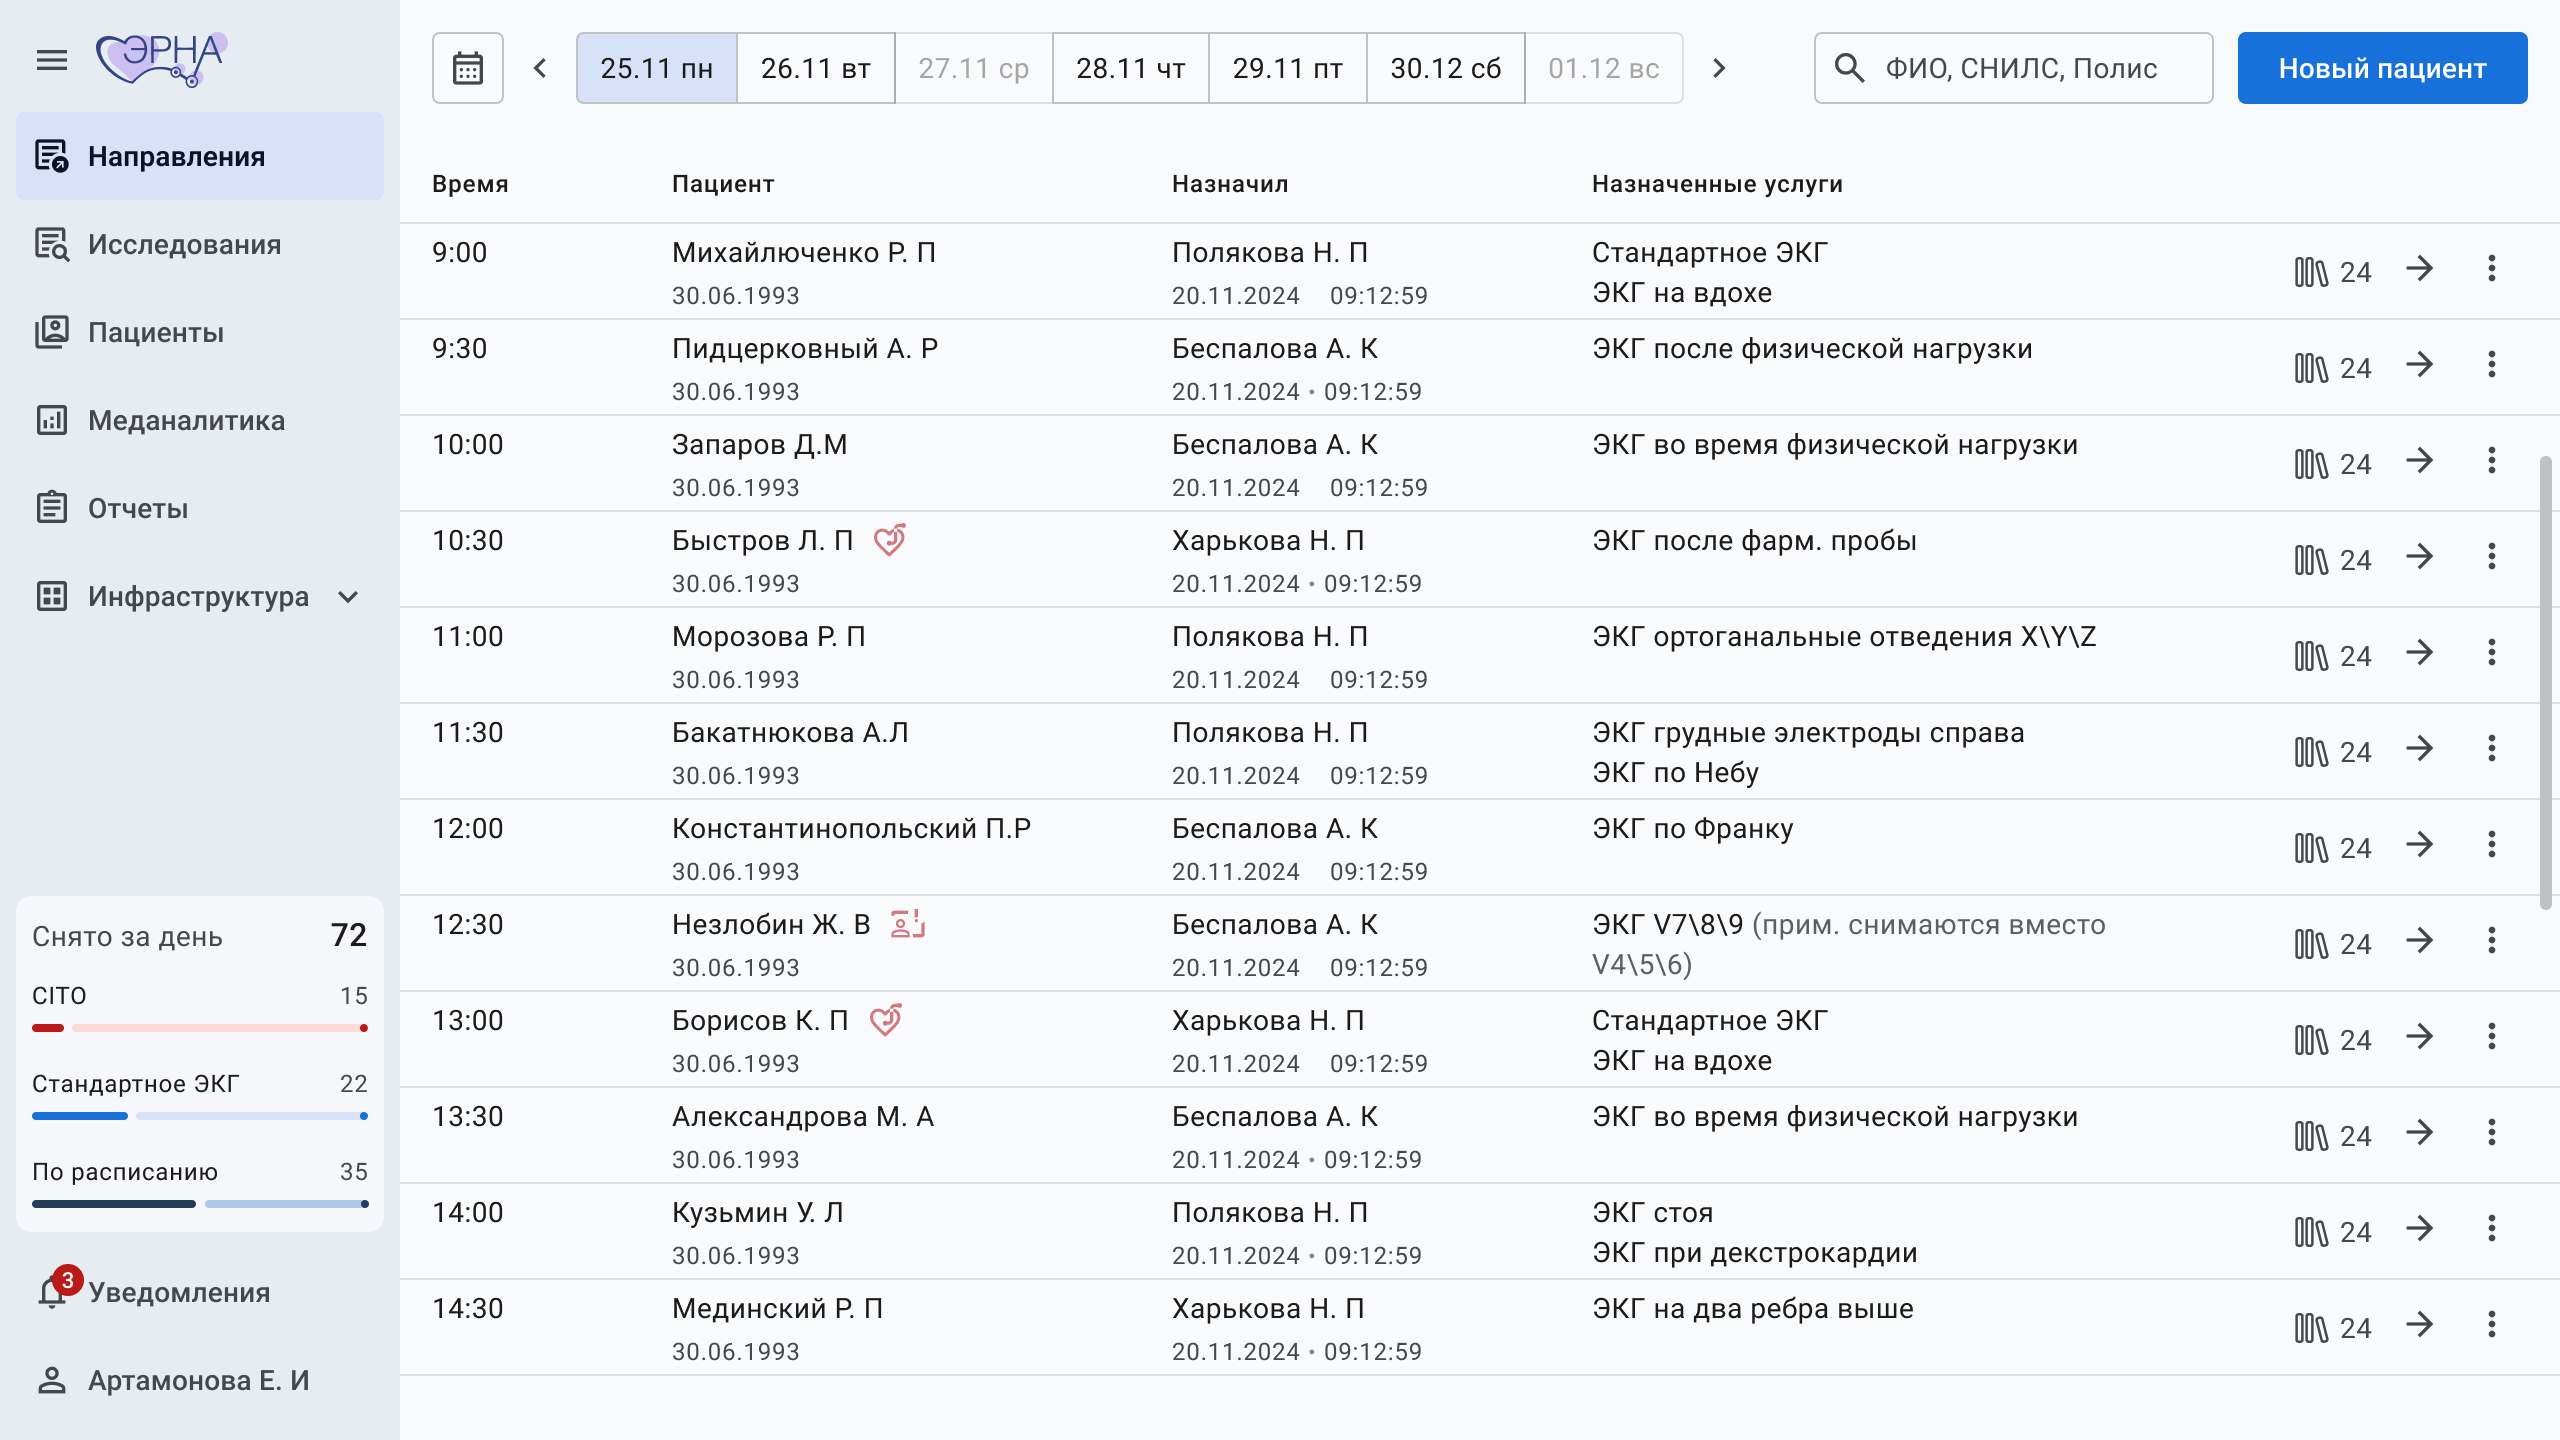 ЭРНА
Направления
Исследования
Пациенты
Меданалитика
Отчеты
Инфраструктура
Снято за день 72
CITO 15
Стандартное ЭКГ 22
По расписанию 35
3
Уведомления
Артамонова Е. И
25.11 пн 26.11 вт 27.11 ср 28.11 чт 29.11 пт 30.12 сб 01.12 вс
ФИО, СНИЛС, Полис
Новый пациент
Время Пациент Назначил Назначенные услуги
9:00 Михайлюченко Р. П Полякова Н. П Стандартное ЭКГ
30.06.1993 20.11.2024 09:12:59 ЭКГ на вдохе
24
9:30 Пидцерковный А. Р Беспалова А. К ЭКГ после физической нагрузки
30.06.1993 20.11.2024 • 09:12:59
24
10:00 Запаров Д.М Беспалова А. К ЭКГ во время физической нагрузки
30.06.1993 20.11.2024 09:12:59
24
10:30 Быстров Л. П Харькова Н. П ЭКГ после фарм. пробы
30.06.1993 20.11.2024 • 09:12:59
24
11:00 Морозова Р. П Полякова Н. П ЭКГ ортоганальные отведения X\Y\Z
30.06.1993 20.11.2024 09:12:59
24
11:30 Бакатнюкова А.Л Полякова Н. П ЭКГ грудные электроды справа
30.06.1993 20.11.2024 09:12:59 ЭКГ по Небу
24
12:00 Константинопольский П.Р Беспалова А. К ЭКГ по Франку
30.06.1993 20.11.2024 09:12:59
24
12:30 Незлобин Ж. В Беспалова А. К ЭКГ V7\8\9 (прим. снимаются вместо
30.06.1993 20.11.2024 09:12:59 V4\5\6)
24
13:00 Борисов К. П Харькова Н. П Стандартное ЭКГ
30.06.1993 20.11.2024 09:12:59 ЭКГ на вдохе
24
13:30 Александрова М. А Беспалова А. К ЭКГ во время физической нагрузки
30.06.1993 20.11.2024 • 09:12:59
24
14:00 Кузьмин У. Л Полякова Н. П ЭКГ стоя
30.06.1993 20.11.2024 • 09:12:59 ЭКГ при декстрокардии
24
14:30 Мединский Р. П Харькова Н. П ЭКГ на два ребра выше
30.06.1993 20.11.2024 • 09:12:59
24